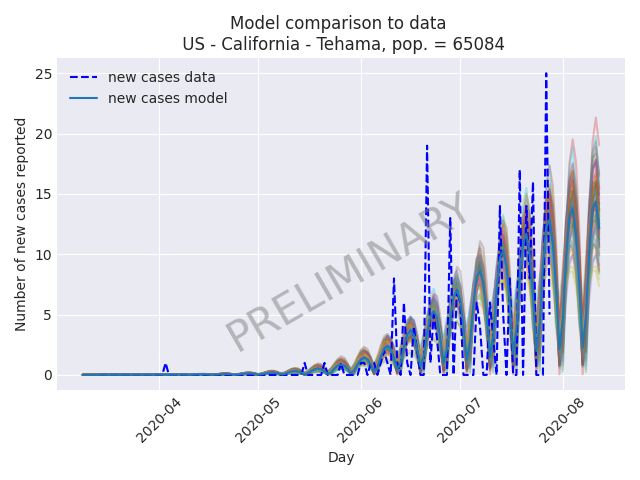 Model comparison to data
US - California - Tehama, pop. = 65084
new cases data
new cases model
Number of new cases reported
25
20
15
10
5
0
PRELIMINARY
2020-04
2020-05
2020-06
2020-07
2020-08
Day